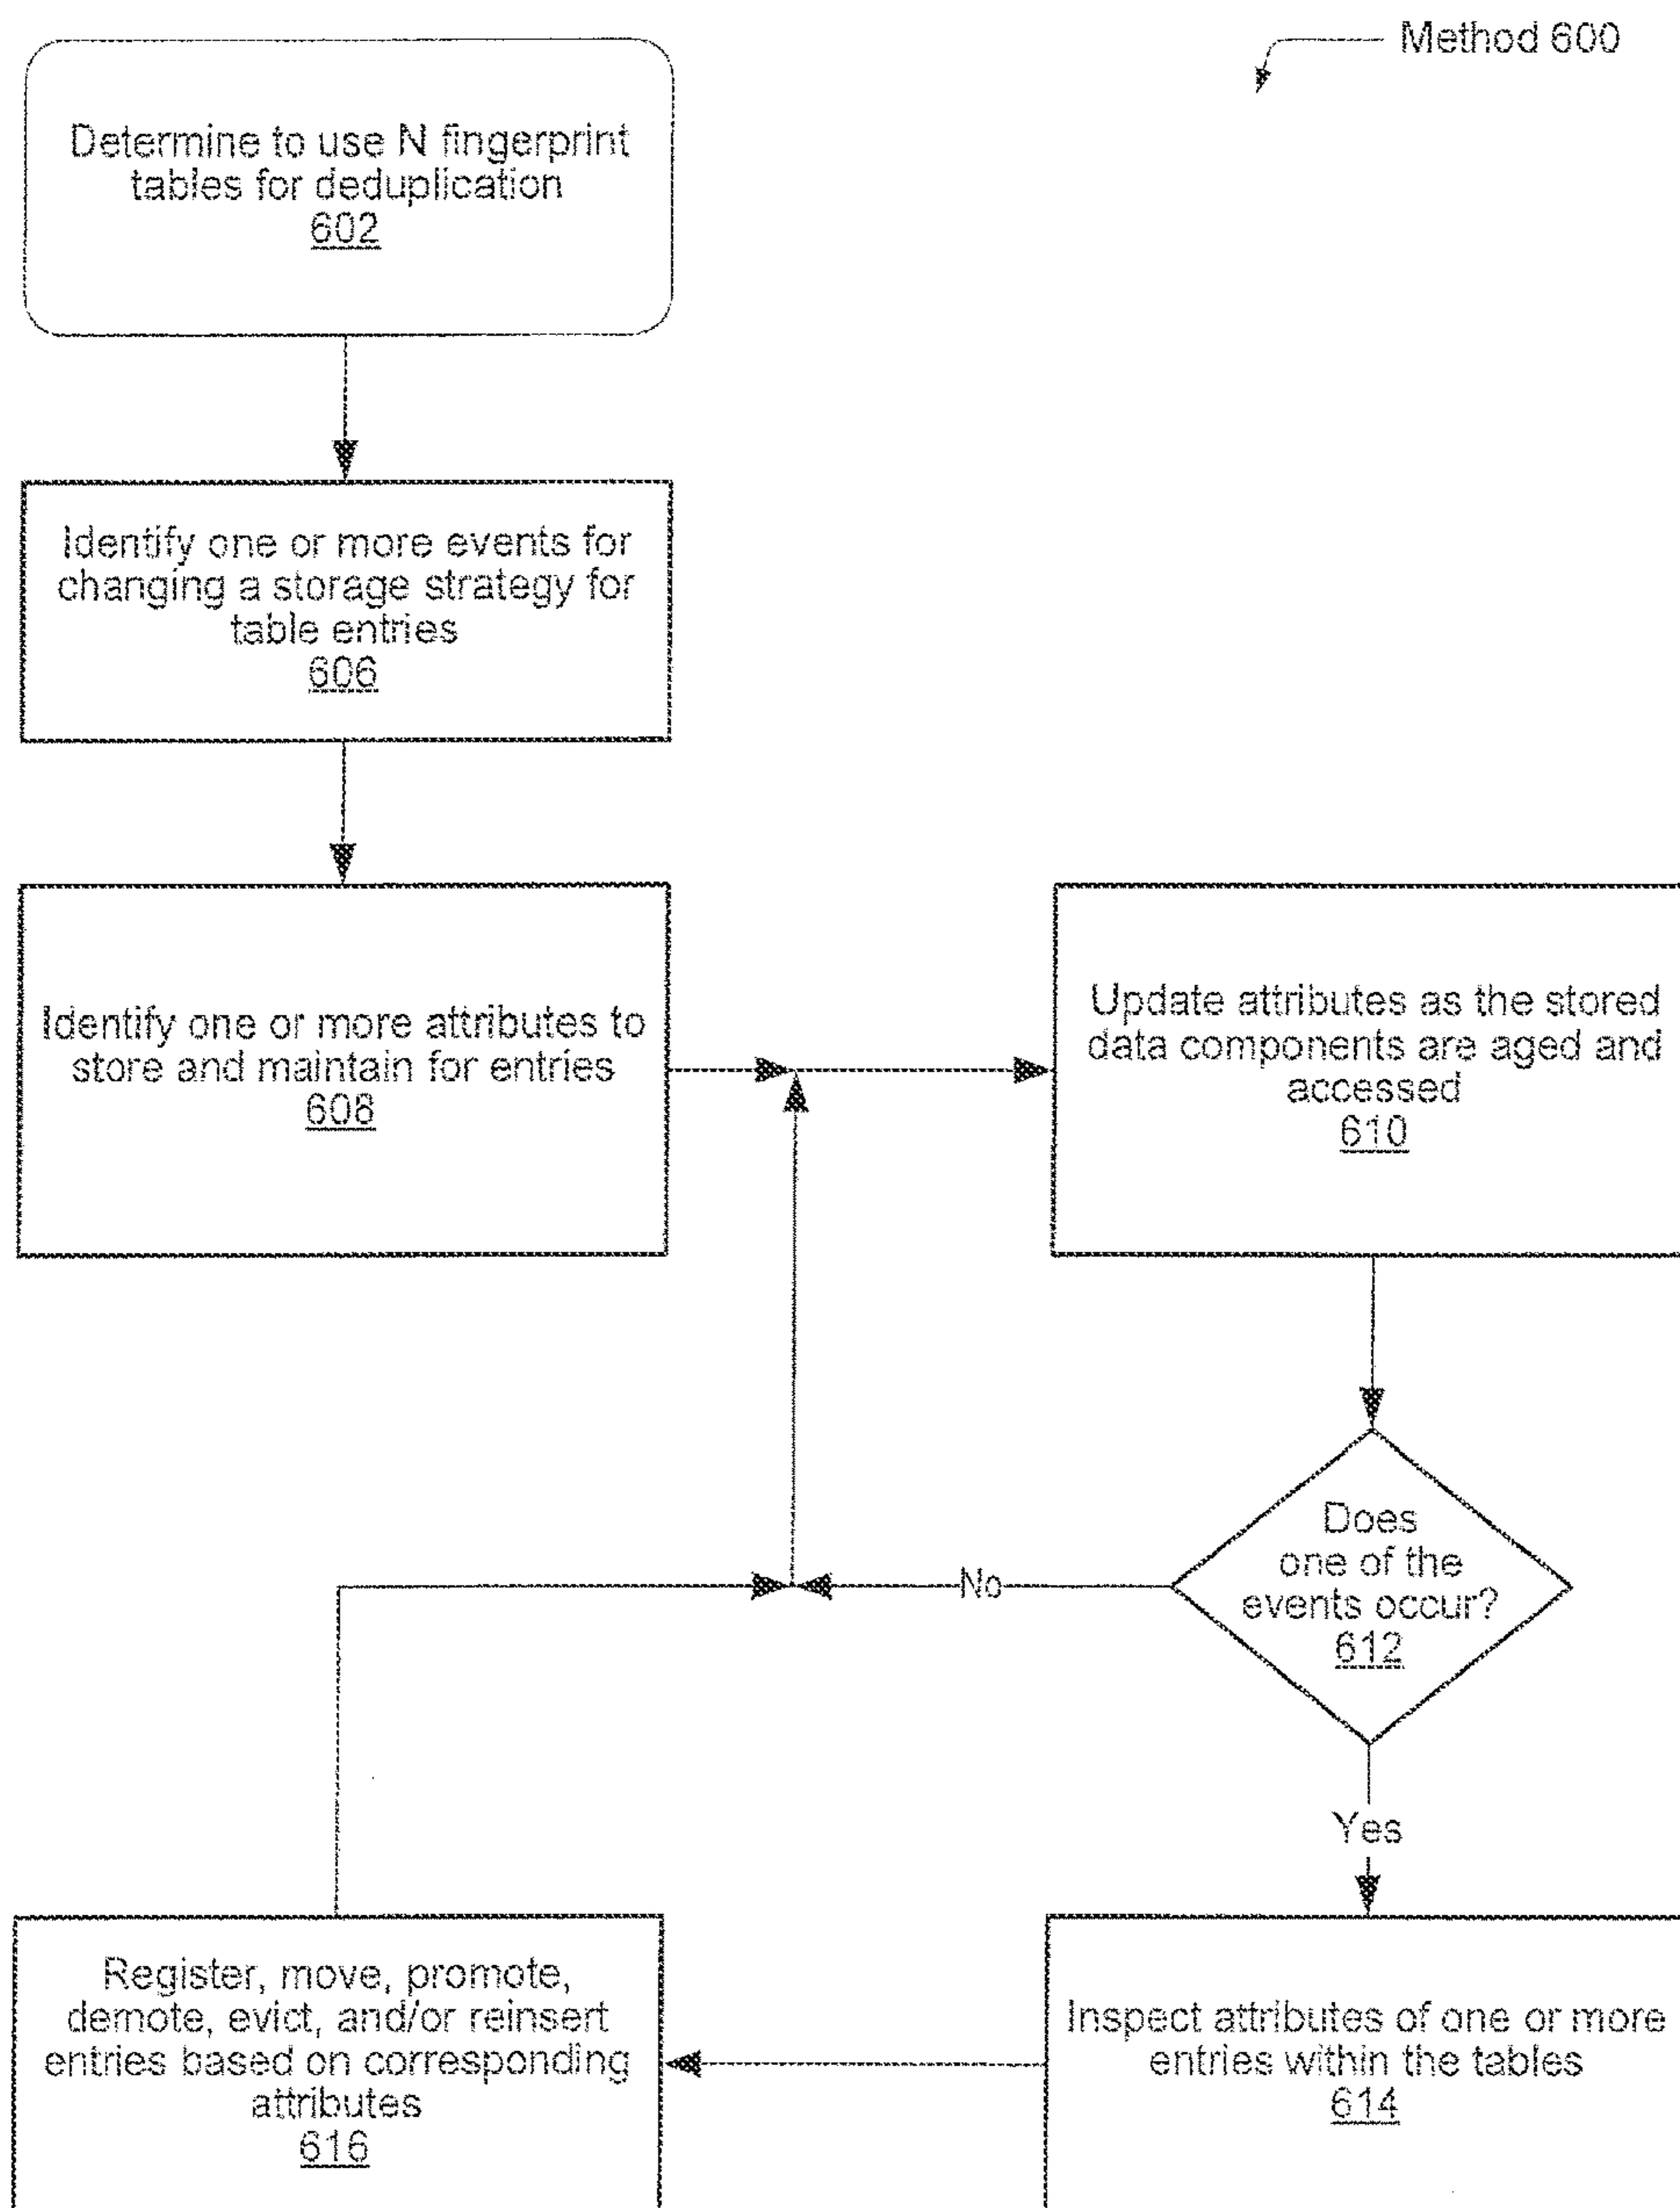 Method 600
Determine to use N fingerprint
tables for deduplication
602
Identify one or more events for
changing a storage strategy for
table entries
606
Identify one or more attributes to
store and maintain for entries
608
Update attributes as the stored
data components are aged and
accessed
610
Does
one of the
events occur?
612
No
Yes
Inspect attributes of one or more
entries within the tables
614
Register, move, promote,
demote, evict, and/or reinsert
entries based on corresponding
attributes
616